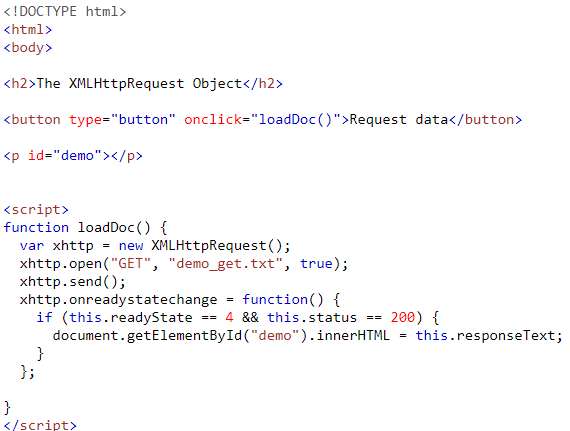 <!DOCTYPE html>
<html>
<body>
<h2>The XMLHttpRequest Object</h2>
<button type="button" onclick="loadDoc()">Request data</button>
<p id="demo"></p>
<script>
function loadDoc() {
  var xhttp = new XMLHttpRequest();
  xhttp.open("GET", "demo_get.txt", true);
  xhttp.send();
  xhttp.onreadystatechange = function() {
    if (this.readyState == 4 && this.status == 200) {
      document.getElementById("demo").innerHTML = this.responseText;
    }
  };
}
</script>